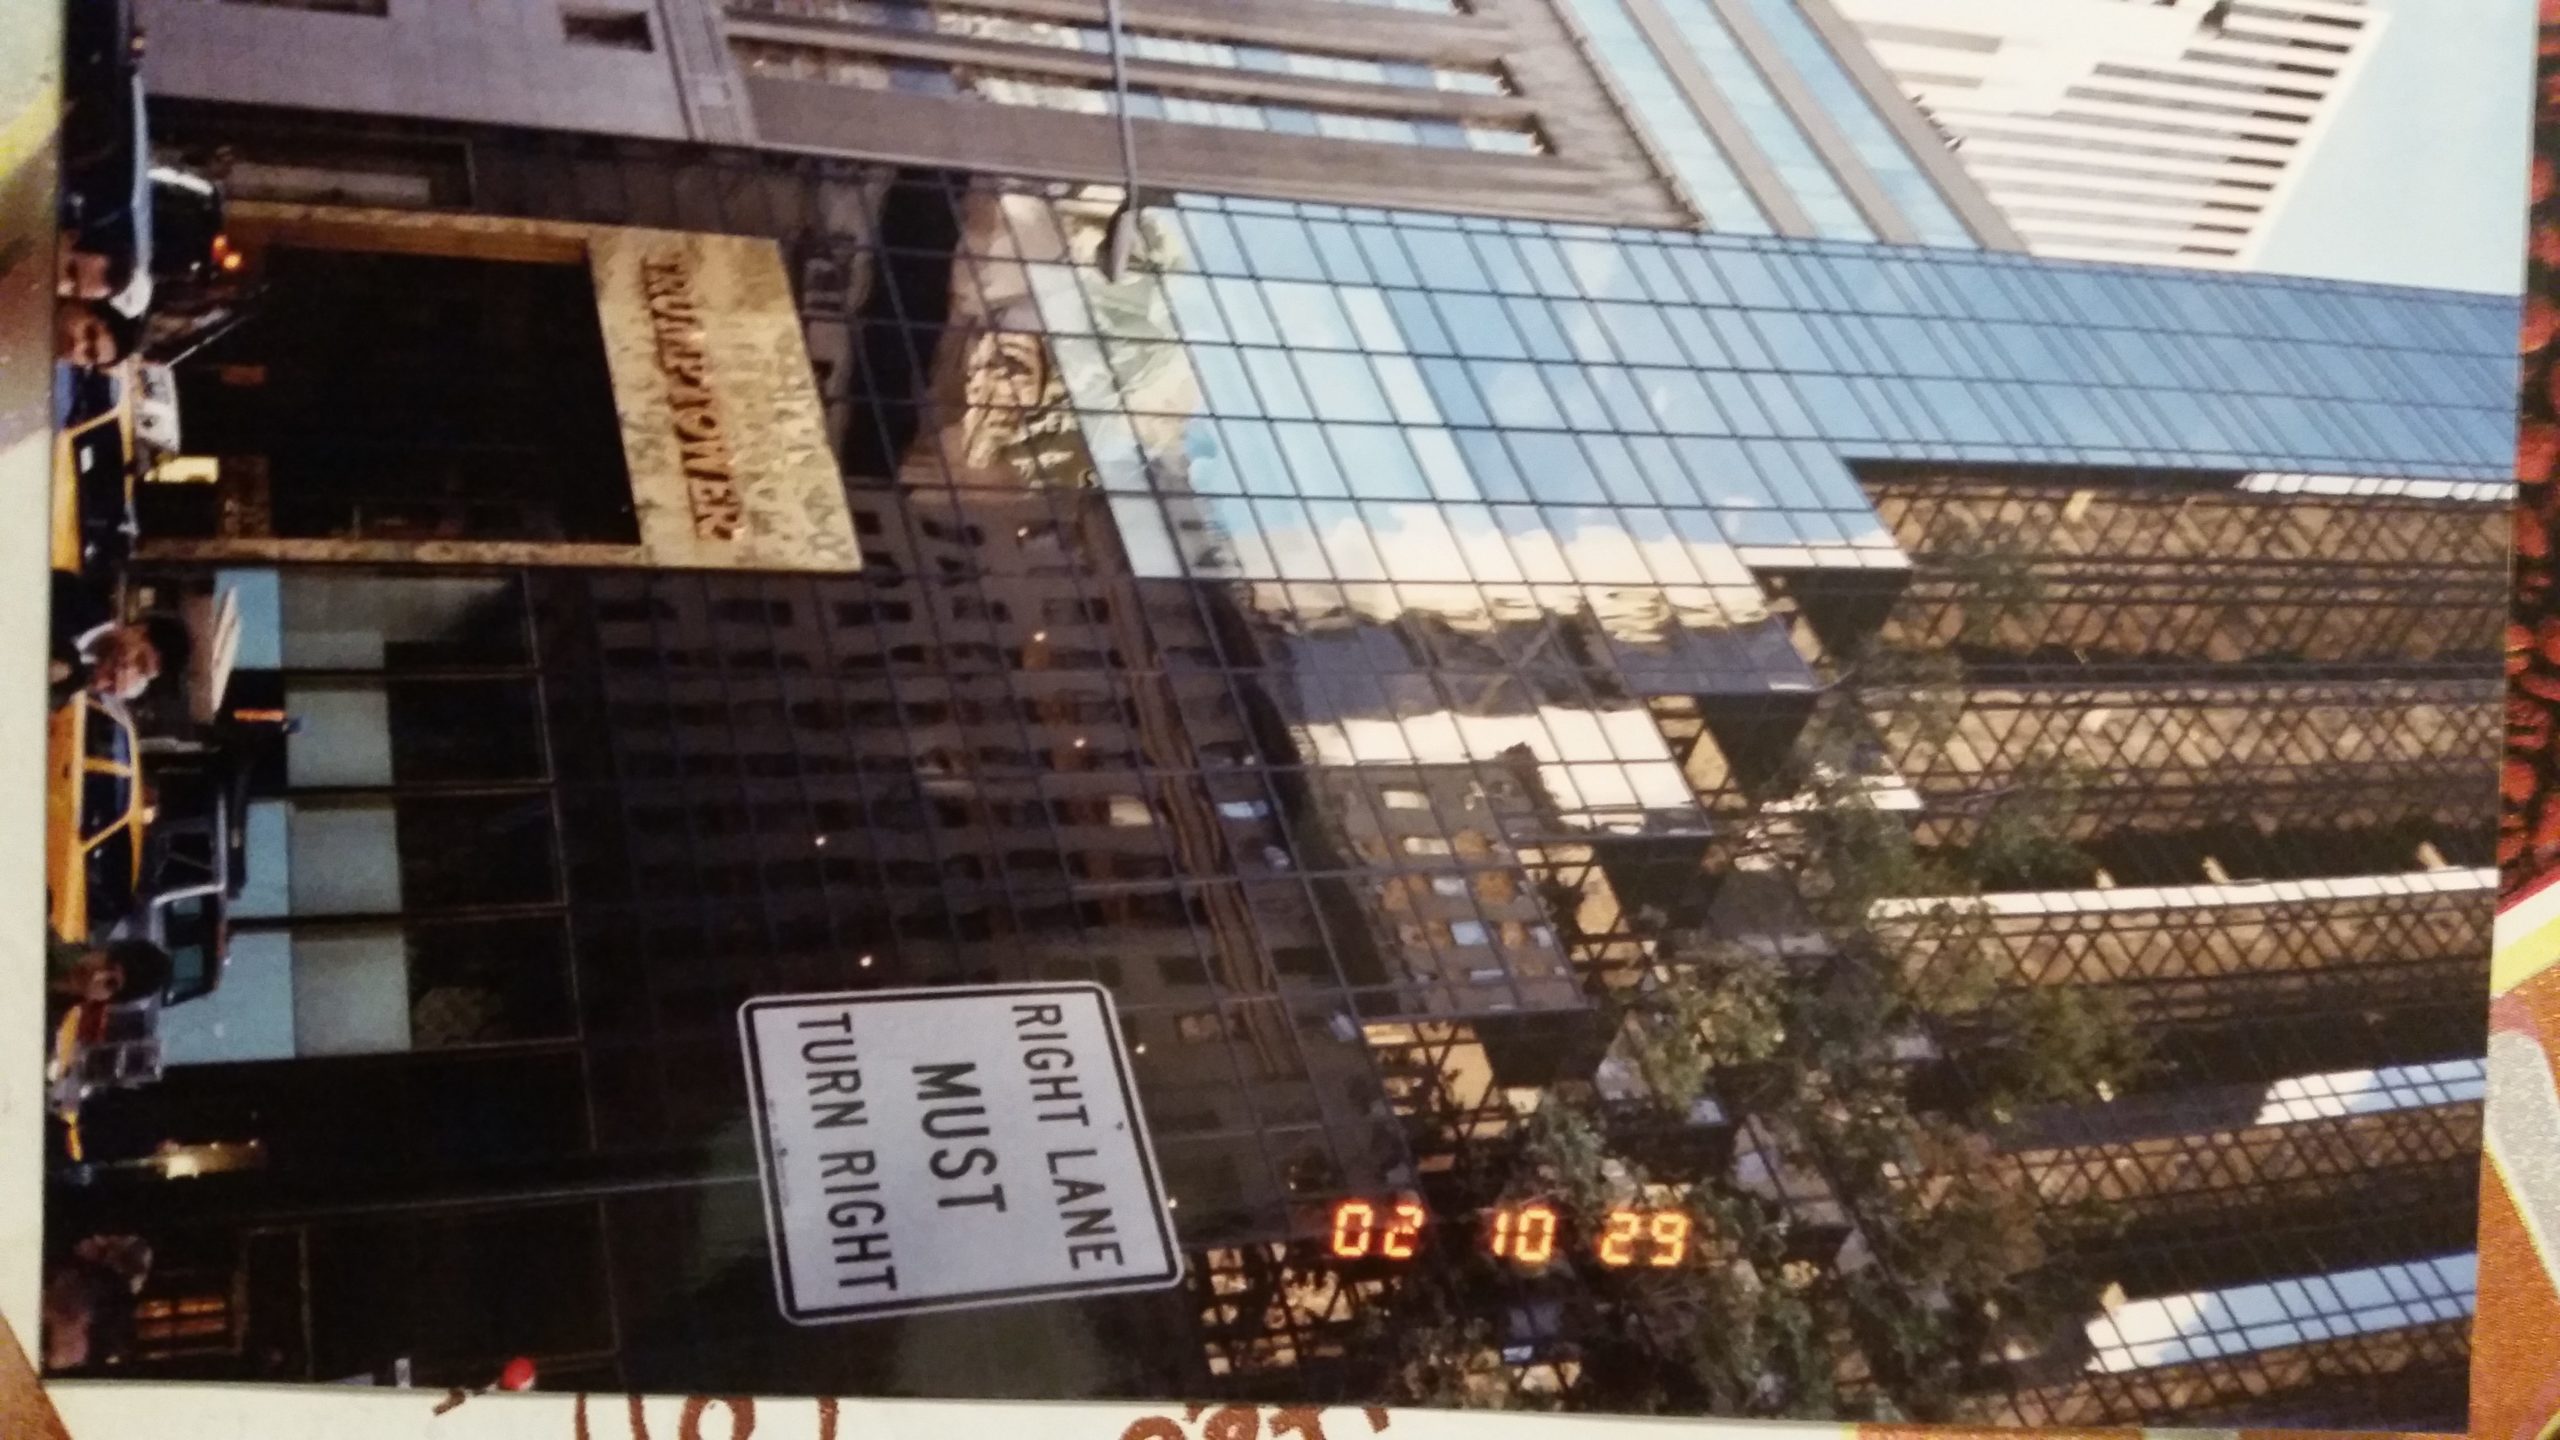 TRUMP TOWER
RIGHT LANE
MUST
TURN RIGHT
02 10 29